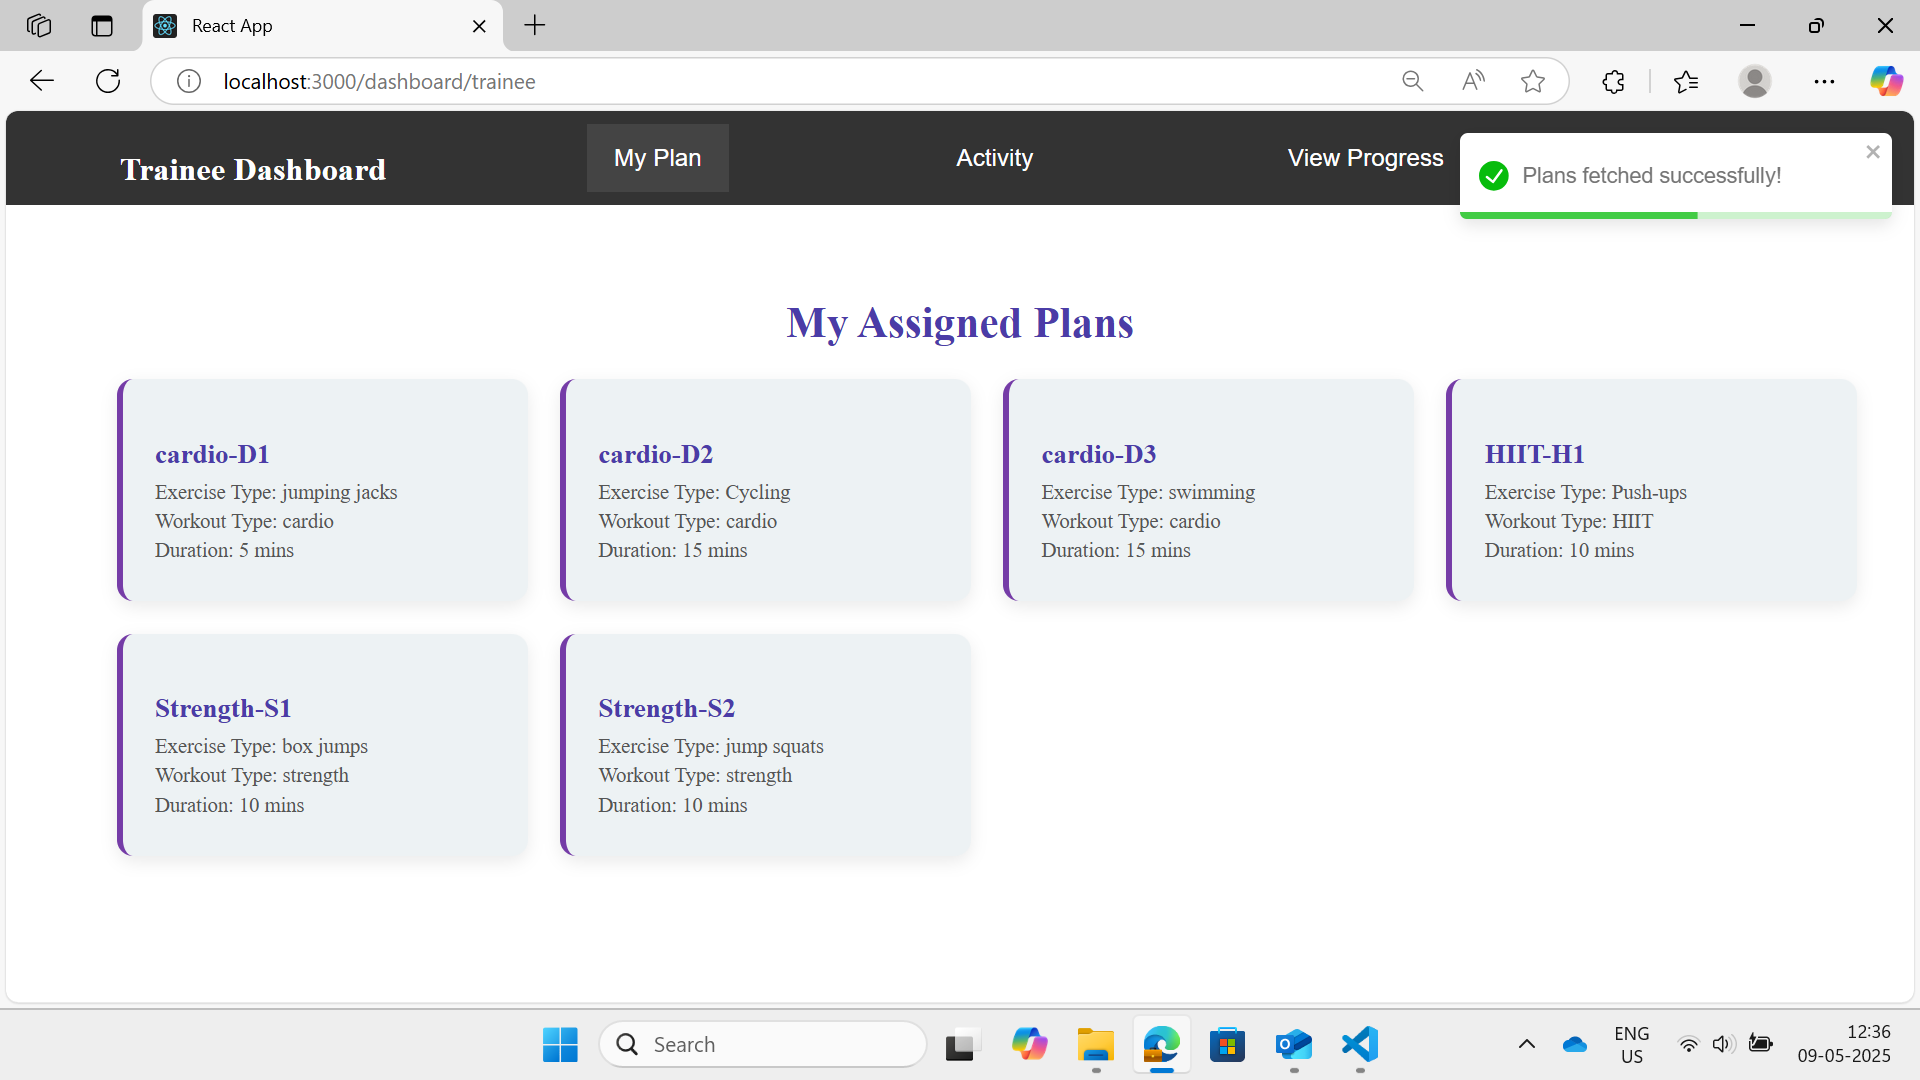 React App
localhost:3000/dashboard/trainee
Trainee Dashboard
My Plan
Activity
View Progress
Plans fetched successfully!
My Assigned Plans
cardio-D1
Exercise Type: jumping jacks
Workout Type: cardio
Duration: 5 mins
cardio-D2
Exercise Type: Cycling
Workout Type: cardio
Duration: 15 mins
cardio-D3
Exercise Type: swimming
Workout Type: cardio
Duration: 15 mins
HIIT-H1
Exercise Type: Push-ups
Workout Type: HIIT
Duration: 10 mins
Strength-S1
Exercise Type: box jumps
Workout Type: strength
Duration: 10 mins
Strength-S2
Exercise Type: jump squats
Workout Type: strength
Duration: 10 mins
Search
ENG
US
12:36
09-05-2025